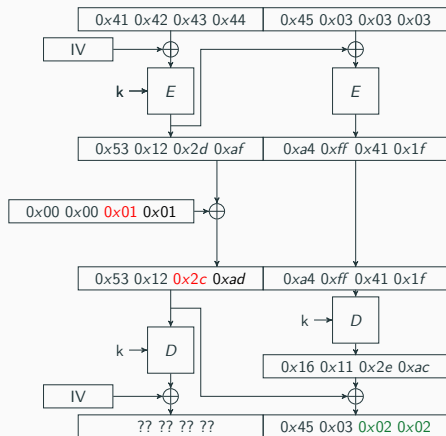 0x41 0x42 0x43 0x44 0x45 0x03 0x03 0x03
IV
k E E
0x53 0x12 0x2d 0xaf 0xa4 0xff 0x41 0x1f
0x00 0x00 0x01 0x01
0x53 0x12 0x2c 0xad 0xa4 0xff 0x41 0x1f
k D
k D
0x16 0x11 0x2e 0xac
IV
?? ?? ?? ?? 0x45 0x03 0x02 0x02